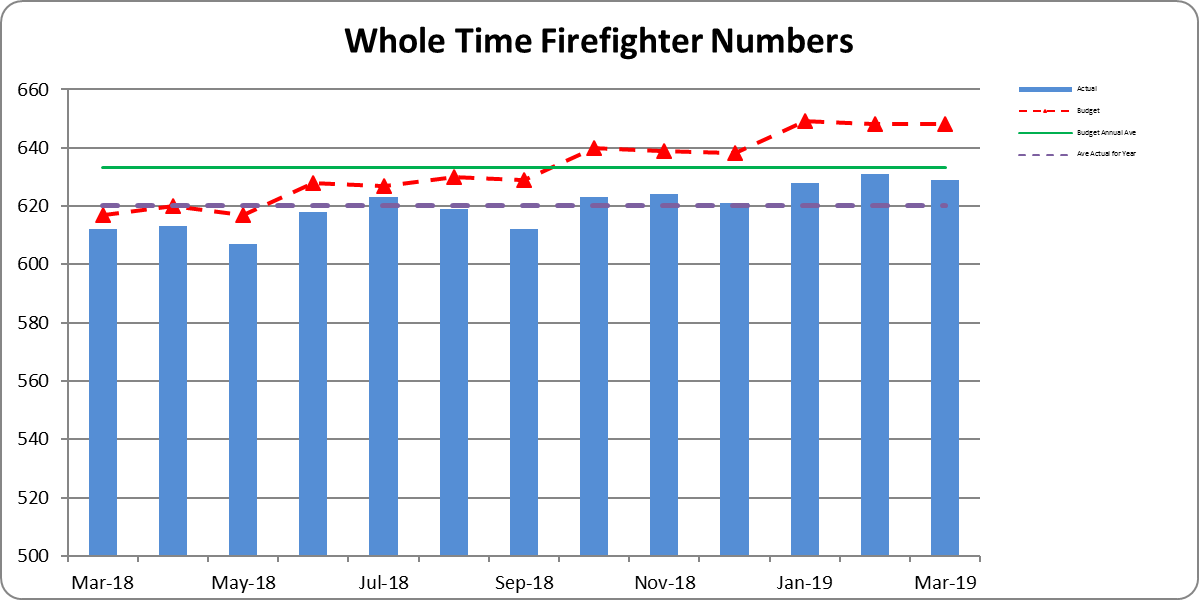 Whole Time Firefighter Numbers
660
640
620
600
580
560
540
520
500
Mar-18 May-18 Jul-18 Sep-18 Nov-18 Jan-19 Mar-19
Actual
Budget
Budget Annual Ave
Ave Actual for Year